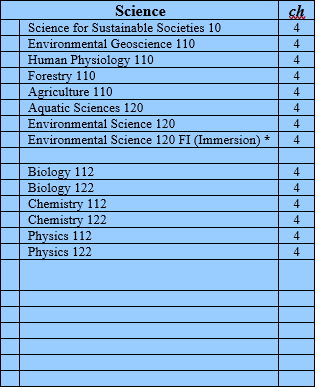 Science ch
Science for Sustainable Societies 10 4
Environmental Geoscience 110 4
Human Physiology 110 4
Forestry 110 4
Agriculture 110 4
Aquatic Sciences 120 4
Environmental Science 120 4
Environmental Science 120 FI (Immersion) * 4
Biology 112 4
Biology 122 4
Chemistry 112 4
Chemistry 122 4
Physics 112 4
Physics 122 4